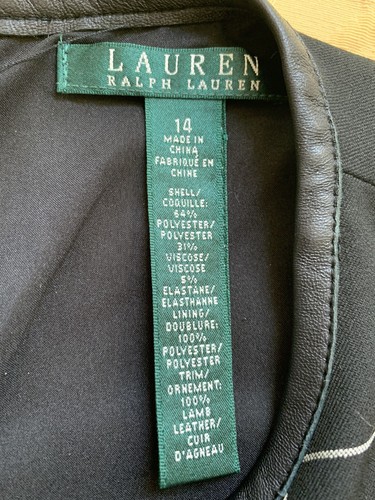 LAUREN
RALPH LAUREN
14
MADE IN
CHINA
FABRIQUÉ EN
CHINE
SHELL/
COQUILLE:
64%
POLYESTER/
POLYESTER
31%
VISCOSE/
VISCOSE
5%
ELASTANE/
ELASTHANNE
LINING/
DOUBLURE:
100%
POLYESTER/
POLYESTER
TRIM/
ORNEMENT:
100%
LAMB
LEATHER/
CUIR
D'AGNEAU